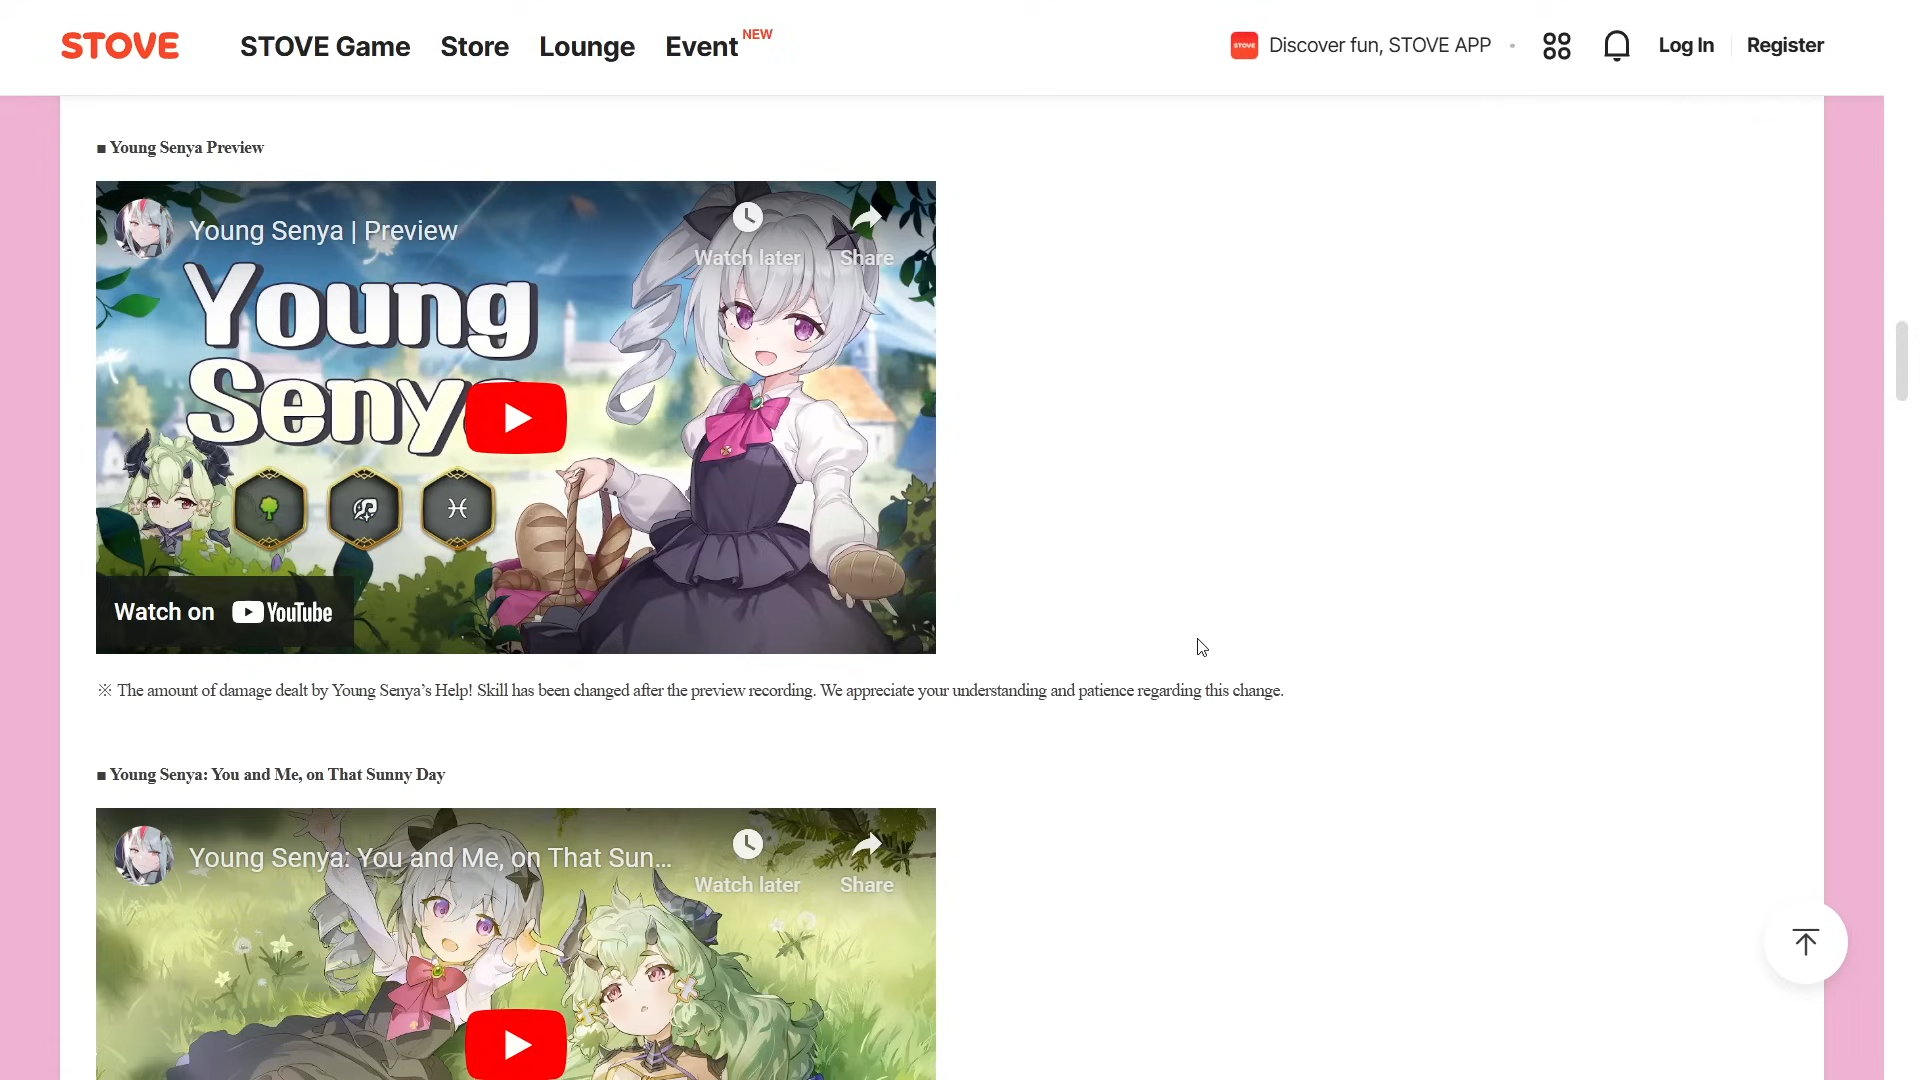 STOVE
STOVE Game
Store
Lounge
Event
NEW
STOVE
Discover fun, STOVE APP
Log In
Register
■ Young Senya Preview
Young Senya | Preview
Watch later
Share
Young
Senya
Watch on YouTube
※ The amount of damage dealt by Young Senya’s Help! Skill has been changed after the preview recording. We appreciate your understanding and patience regarding this change.
■ Young Senya: You and Me, on That Sunny Day
Young Senya: You and Me, on That Sun...
Watch later
Share